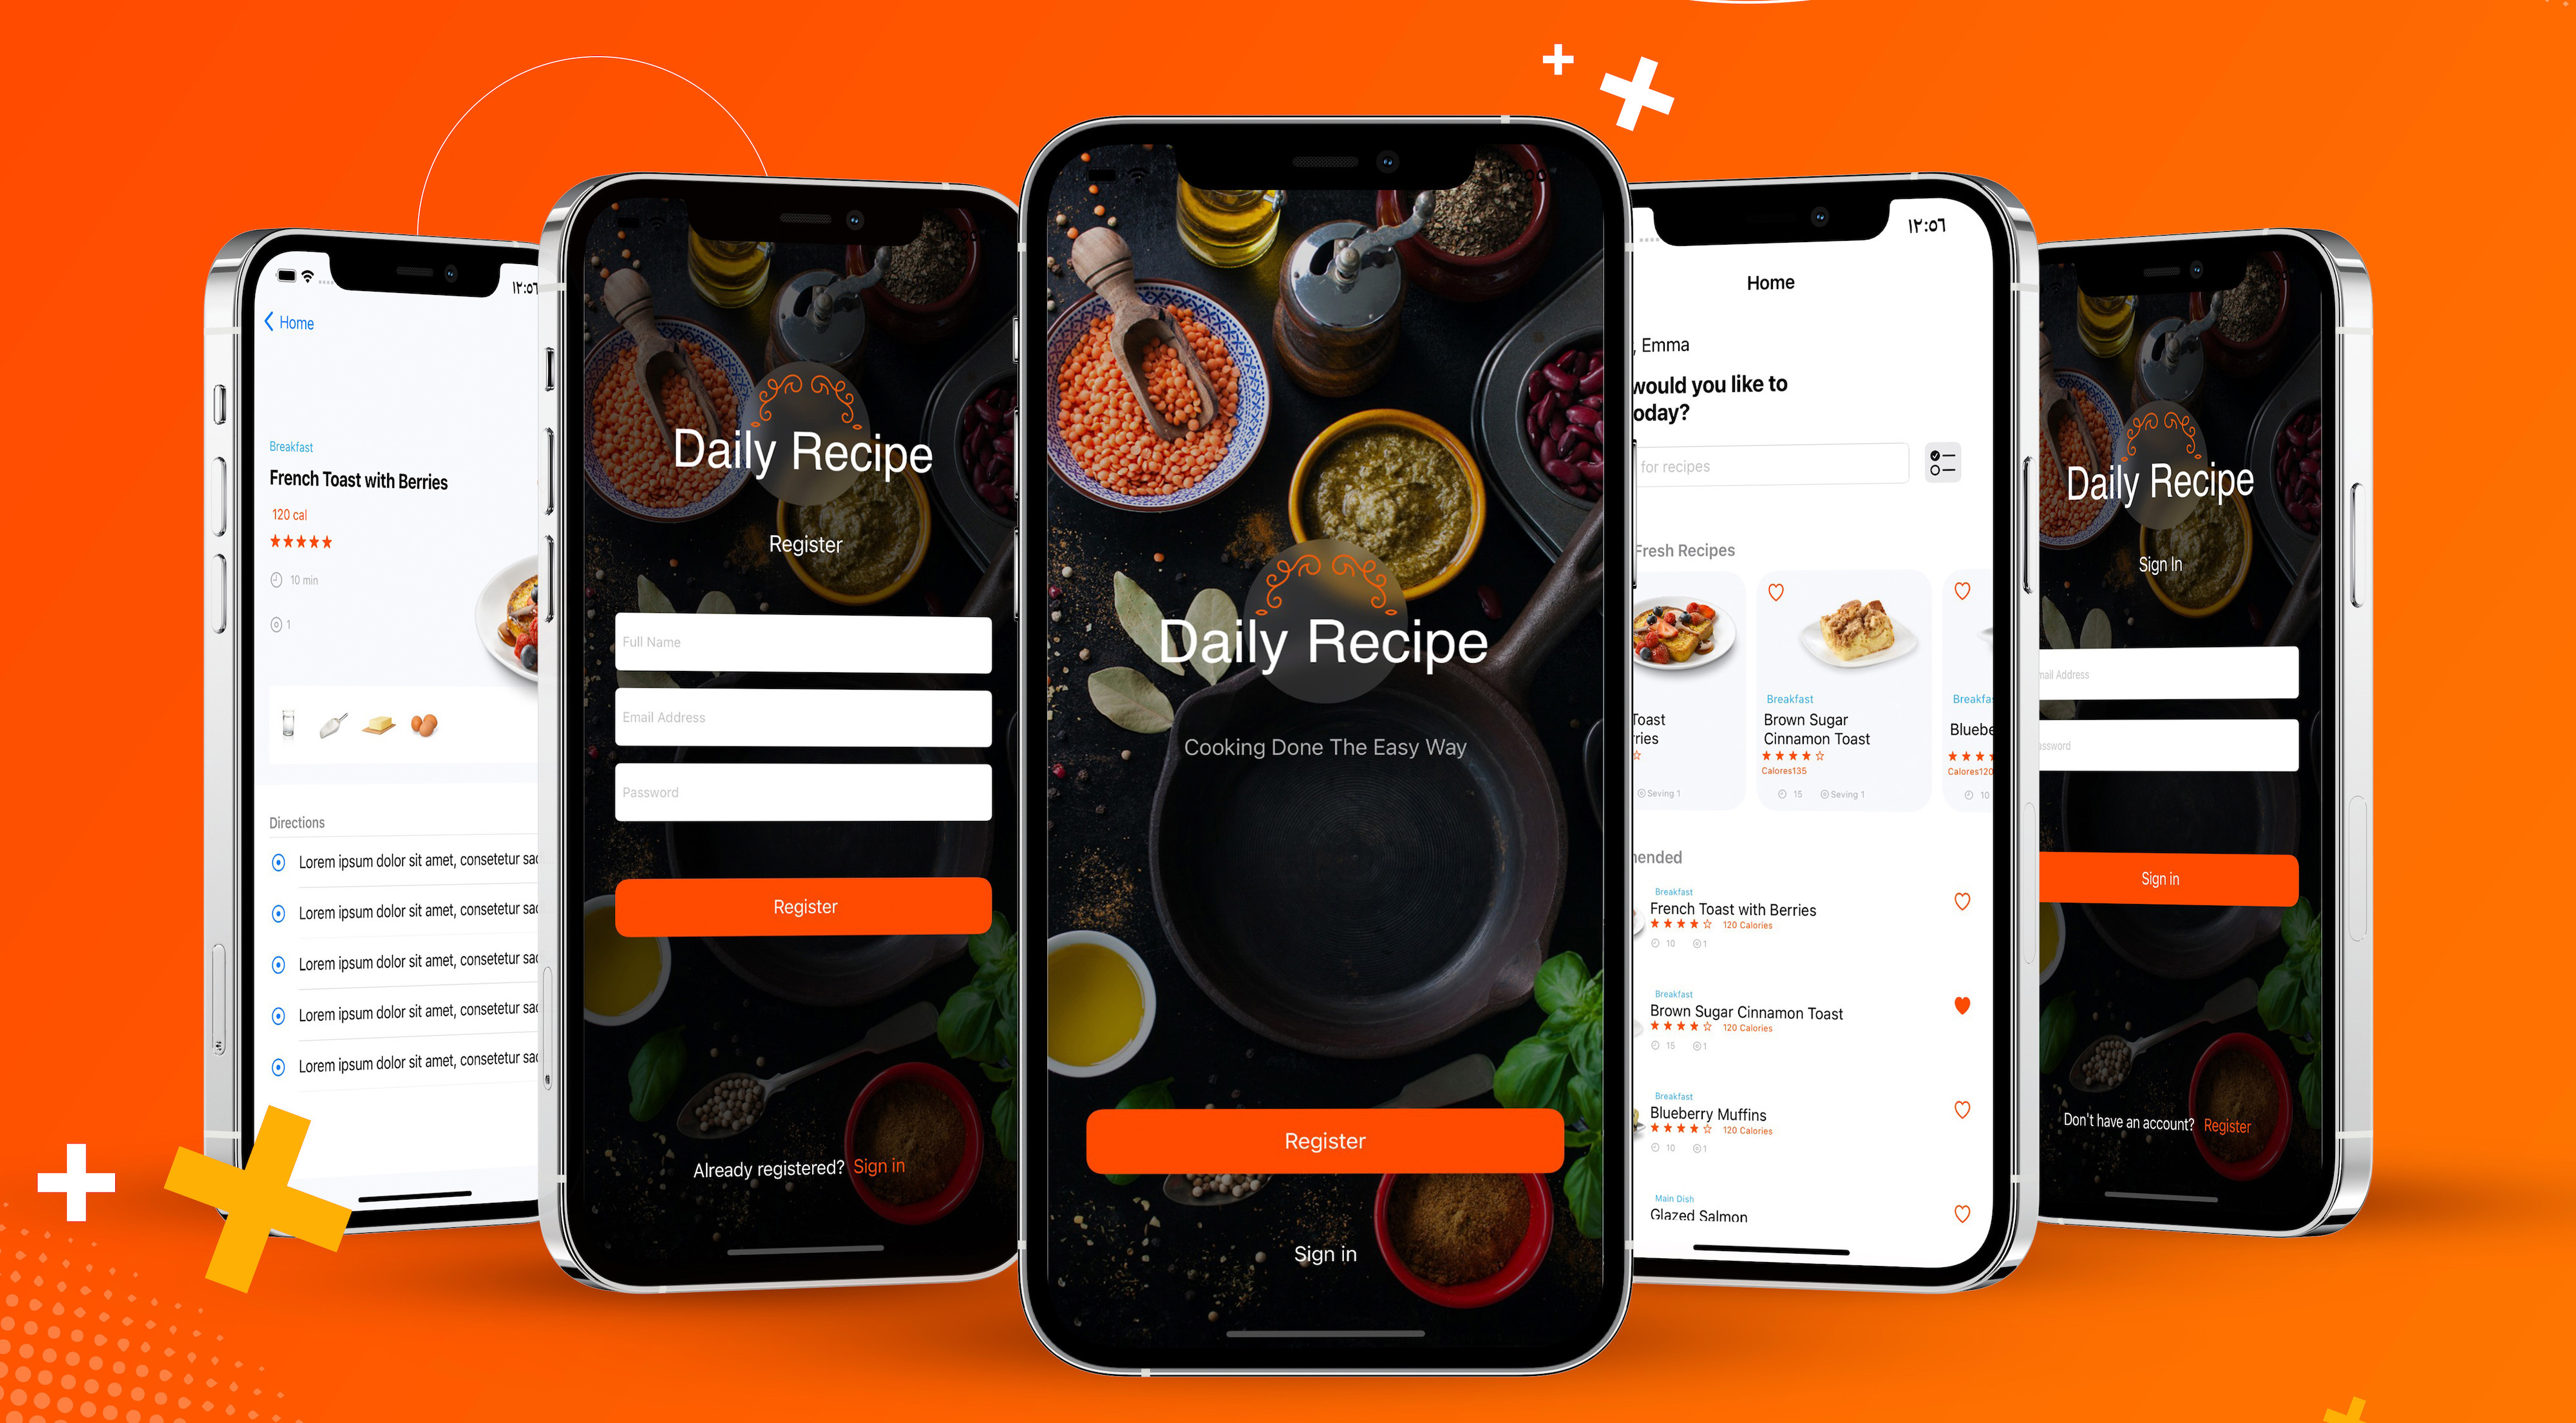 ١٢:٥٦
Home
Breakfast
French Toast with Berries
120 cal
10 min
1
Directions
Lorem ipsum dolor sit amet, consetetur
Lorem ipsum dolor sit amet, consetetur
Lorem ipsum dolor sit amet, consetetur
Lorem ipsum dolor sit amet, consetetur
Lorem ipsum dolor sit amet, consetetur
Daily Recipe
Register
Full Name
Email Address
Password
Register
Already registered? Sign in
Daily Recipe
Cooking Done The Easy Way
Register
Sign in
١٢:٥٦
Home
, Emma
would you like to
oday?
for recipes
Fresh Recipes
Toast
ries
Seving 1
Breakfast
Brown Sugar
Cinnamon Toast
Calores135
15 Seving 1
Breakfa
Bluebe
Calores120
10
mended
Breakfast
French Toast with Berries
120 Calories
10 1
Breakfast
Brown Sugar Cinnamon Toast
120 Calories
15 1
Breakfast
Blueberry Muffins
120 Calories
10 1
Main Dish
Glazed Salmon
Daily Recipe
Sign In
mail Address
ssword
Sign in
Don't have an account? Register